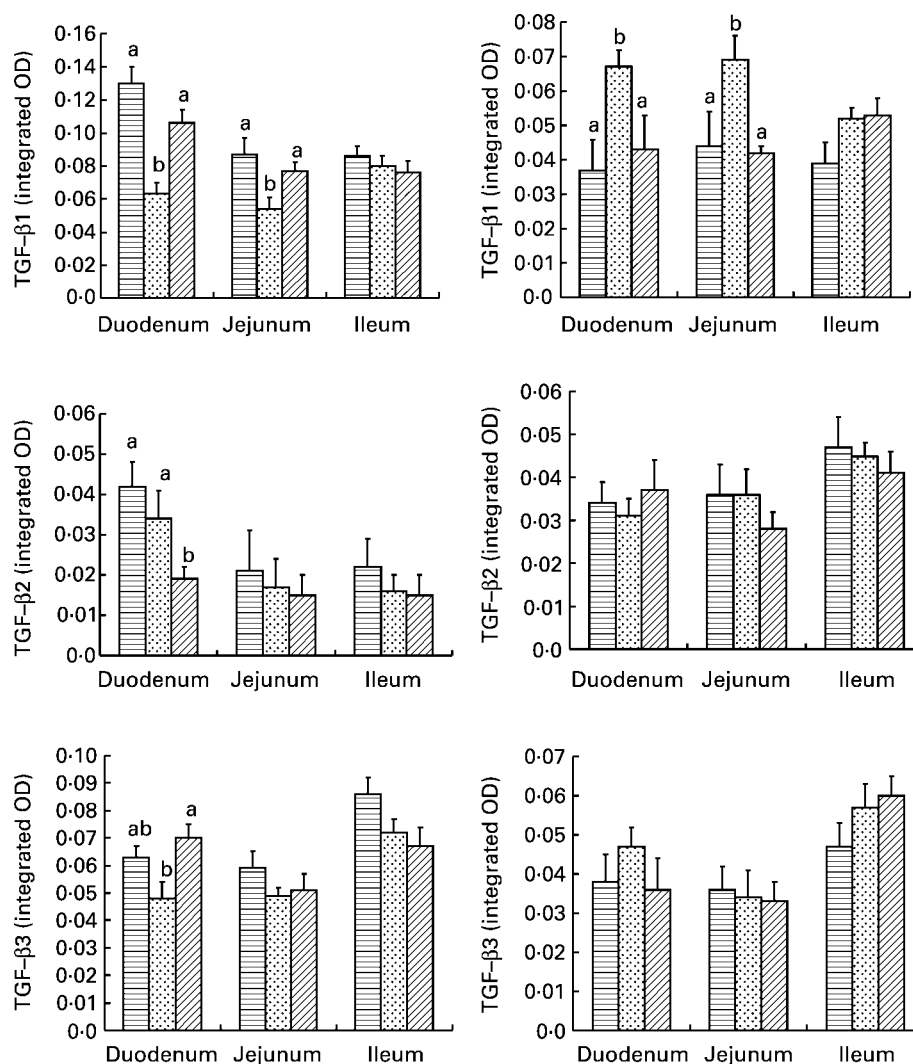 TGF–β1 (integrated OD)
0·16
0·14
0·12
0·10
0·08
0·06
0·04
0·02
0·0
a
b
a
a
b
a
Duodenum Jejunum Ileum
TGF–β1 (integrated OD)
0·08
0·07
0·06
0·05
0·04
0·03
0·02
0·01
0·0
a
b
a
a
b
a
Duodenum Jejunum Ileum
TGF–β2 (integrated OD)
0·06
0·05
0·04
0·03
0·02
0·01
0·0
a
a
b
Duodenum Jejunum Ileum
TGF–β2 (integrated OD)
0·06
0·05
0·04
0·03
0·02
0·01
0·0
Duodenum Jejunum Ileum
TGF–β3 (integrated OD)
0·10
0·09
0·08
0·07
0·06
0·05
0·04
0·03
0·02
0·01
0·0
ab
b
a
Duodenum Jejunum Ileum
TGF–β3 (integrated OD)
0·07
0·06
0·05
0·04
0·03
0·02
0·01
0·0
Duodenum Jejunum Ileum